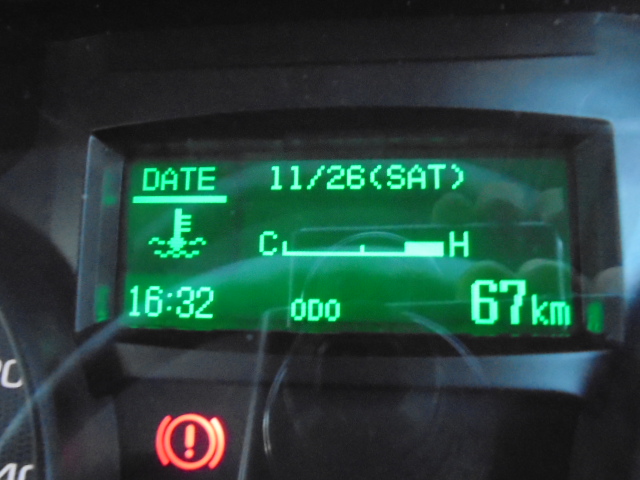 DATE 11/26(SAT)
C H
16:32 ODO 67km